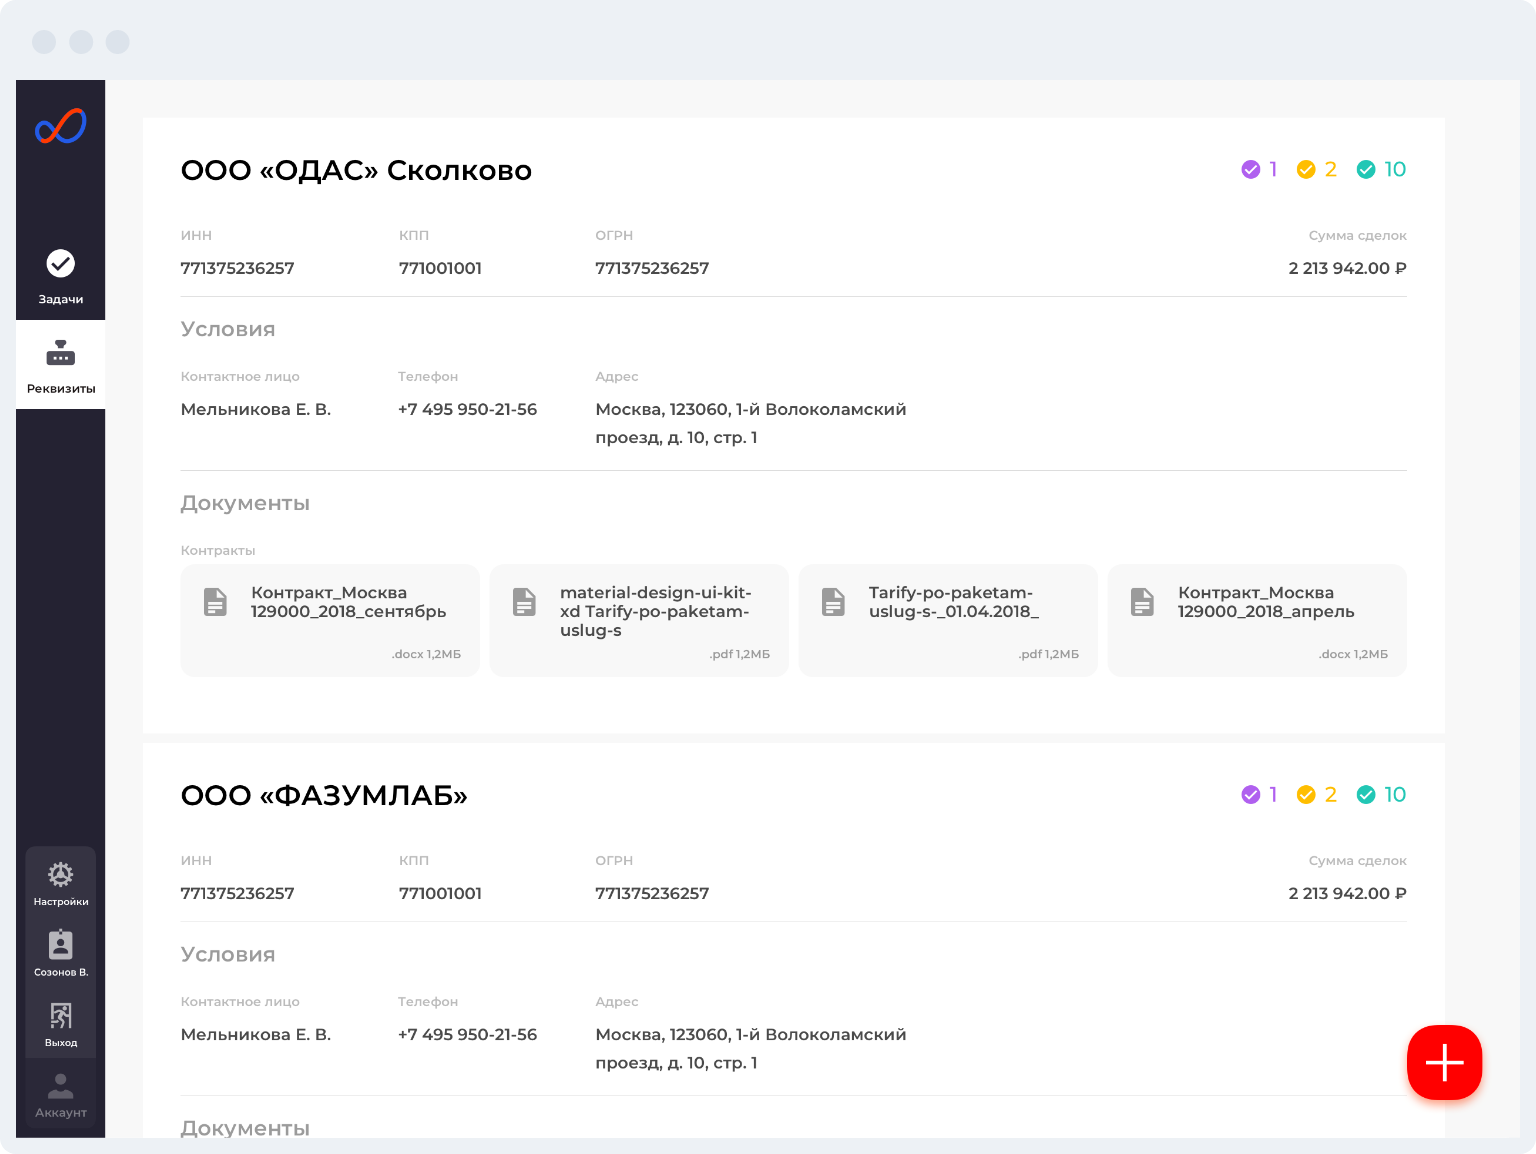 ООО «ОДАС» Сколково
1 2 10
ИНН КПП ОГРН Сумма сделок
771375236257 771001001 771375236257 2 213 942.00 ₽
Условия
Контактное лицо Телефон Адрес
Мельникова Е. В. +7 495 950-21-56 Москва, 123060, 1-й Волоколамский
проезд, д. 10, стр. 1
Документы
Контракты
Контракт_Москва
129000_2018_сентябрь
.docx 1,2МБ
material-design-ui-kit-
xd Tarify-po-paketam-
uslug-s
.pdf 1,2МБ
Tarify-po-paketam-
uslug-s-_01.04.2018_
.pdf 1,2МБ
Контракт_Москва
129000_2018_апрель
.docx 1,2МБ
ООО «ФАЗУМЛАБ»
1 2 10
ИНН КПП ОГРН Сумма сделок
771375236257 771001001 771375236257 2 213 942.00 ₽
Условия
Контактное лицо Телефон Адрес
Мельникова Е. В. +7 495 950-21-56 Москва, 123060, 1-й Волоколамский
проезд, д. 10, стр. 1
Документы
Задачи
Реквизиты
Настройки
Созонов В.
Выход
Аккаунт